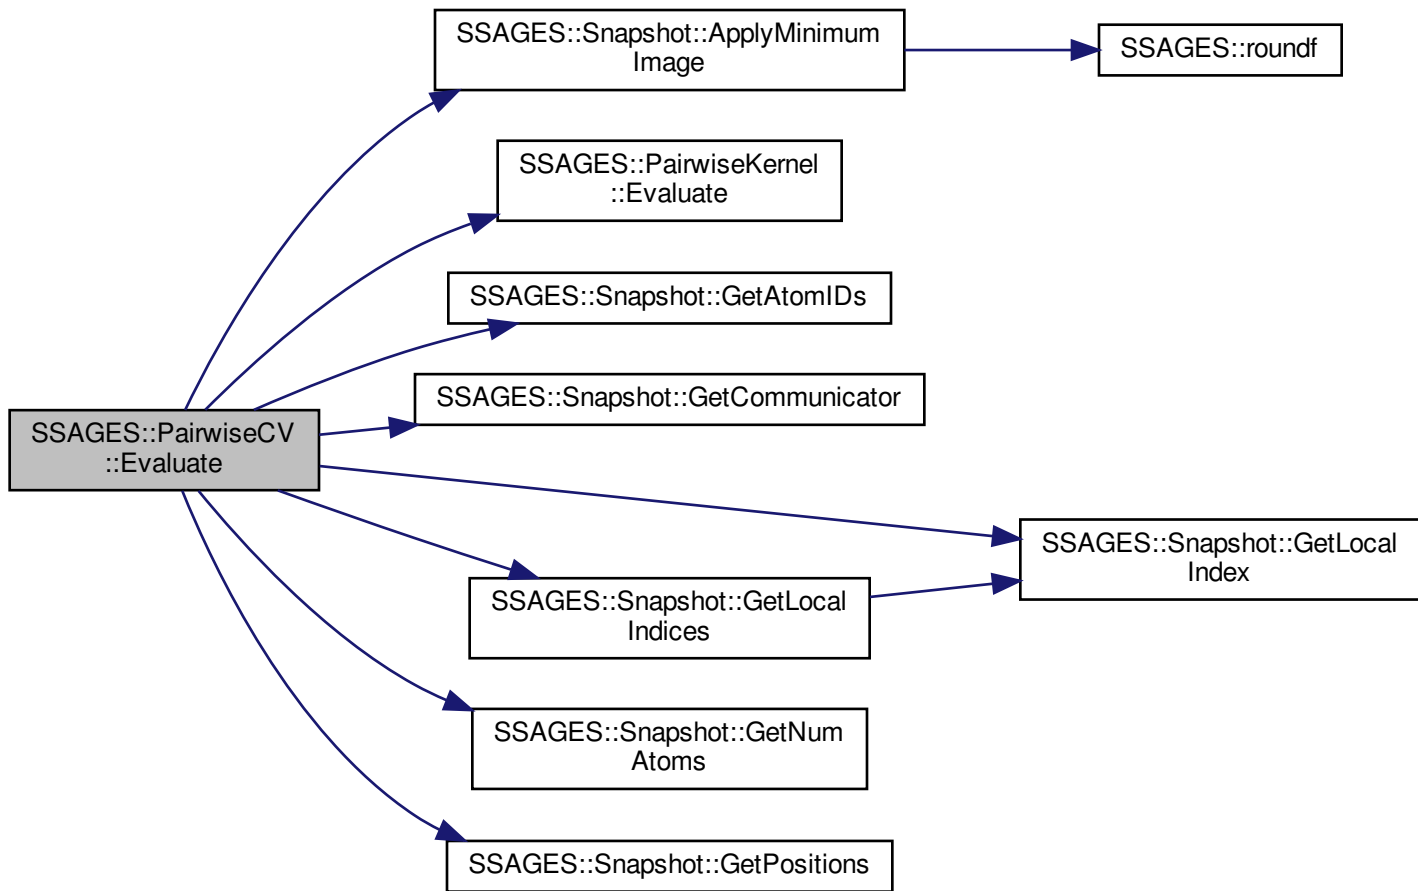 SSAGES::Snapshot::ApplyMinimum
Image
SSAGES::roundf
SSAGES::PairwiseKernel
::Evaluate
SSAGES::Snapshot::GetAtomIDs
SSAGES::Snapshot::GetCommunicator
SSAGES::PairwiseCV
::Evaluate
SSAGES::Snapshot::GetLocal
Index
SSAGES::Snapshot::GetLocal
Indices
SSAGES::Snapshot::GetNum
Atoms
SSAGES::Snapshot::GetPositions